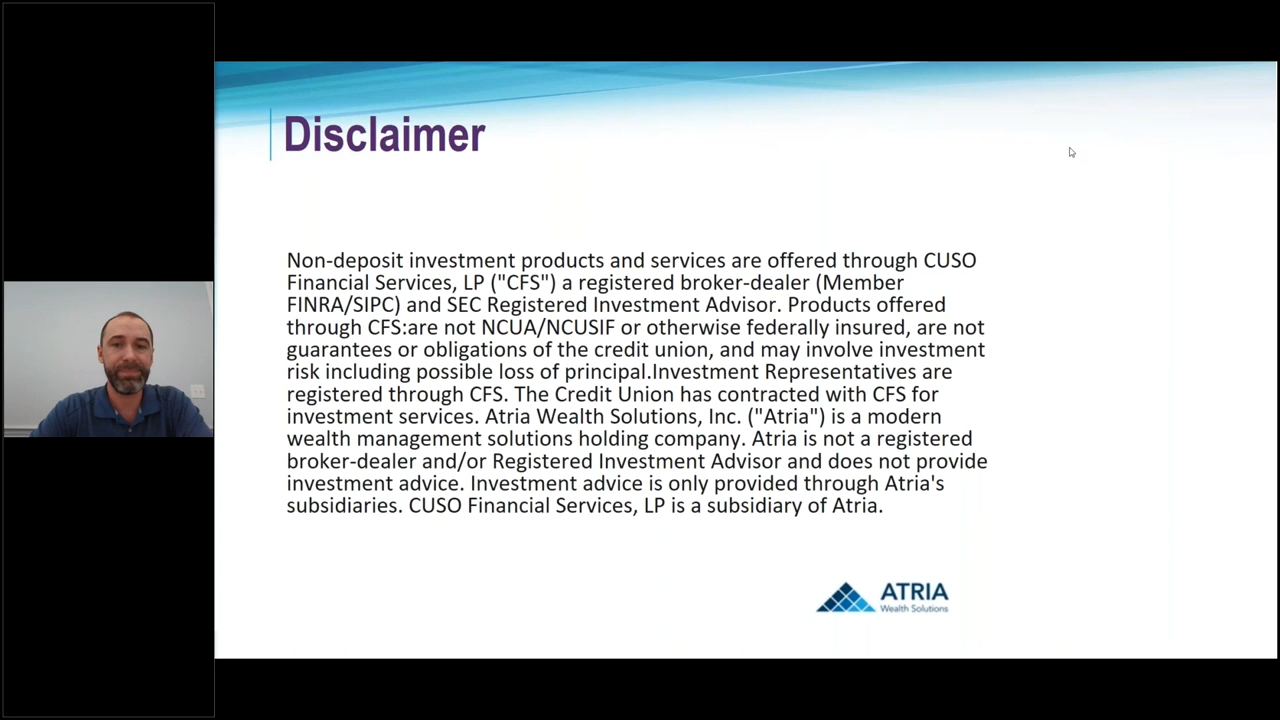 Disclaimer
Non-deposit investment products and services are offered through CUSO
Financial Services, LP ("CFS") a registered broker-dealer (Member
FINRA/SIPC) and SEC Registered Investment Advisor. Products offered
through CFS:are not NCUA/NCUSIF or otherwise federally insured, are not
guarantees or obligations of the credit union, and may involve investment
risk including possible loss of principal.Investment Representatives are
registered through CFS. The Credit Union has contracted with CFS for
investment services. Atria Wealth Solutions, Inc. ("Atria") is a modern
wealth management solutions holding company. Atria is not a registered
broker-dealer and/or Registered Investment Advisor and does not provide
investment advice. Investment advice is only provided through Atria's
subsidiaries. CUSO Financial Services, LP is a subsidiary of Atria.
ATRIA
Wealth Solutions